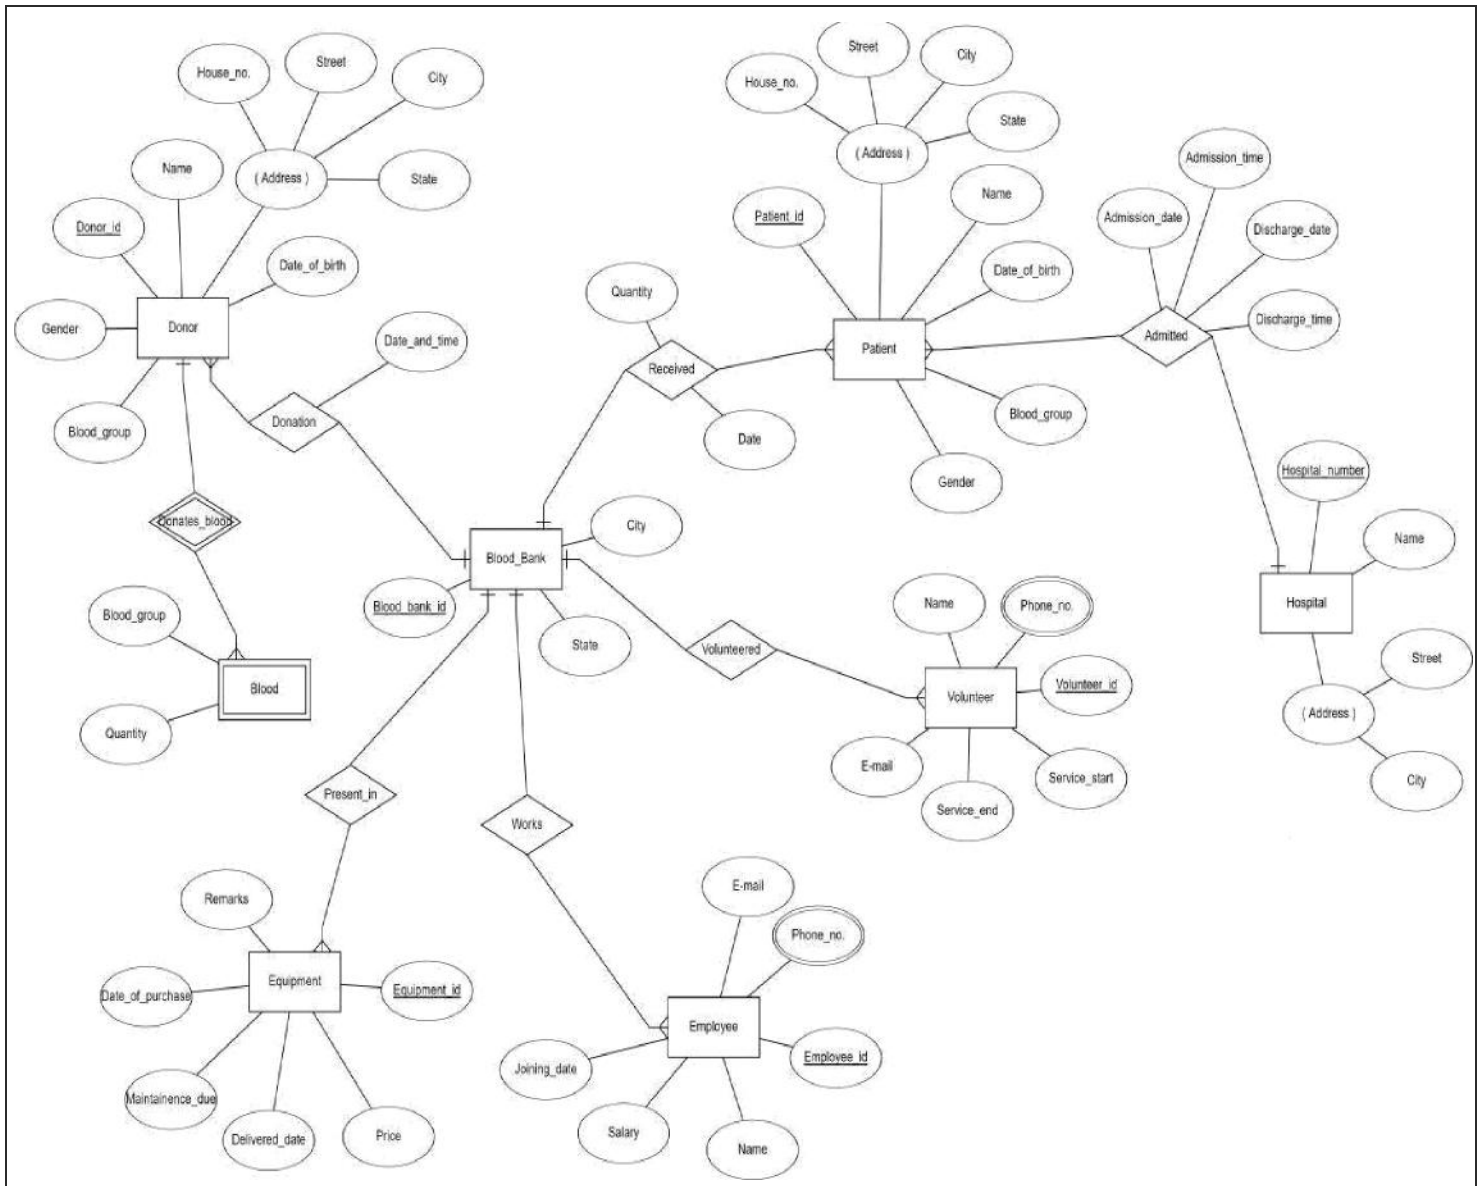 House_no.
Street
City
Name
( Address )
State
Donor_id
Date_of_birth
Gender
Donor
Date_and_time
Blood_group
Donation
Donates_blood
Blood_group
Blood
Quantity
Street
City
House_no.
State
( Address )
Name
Patient_id
Date_of_birth
Quantity
Received
Patient
Date
Blood_group
Gender
Admission_time
Admission_date
Discharge_date
Discharge_time
Admitted
Hospital_number
Name
Hospital
Street
( Address )
City
City
Blood_Bank
Blood_bank_id
State
Volunteered
Name
Phone_no.
Volunteer
Volunteer_id
E-mail
Service_start
Service_end
Present_in
Works
Remarks
Equipment
Equipment_id
Date_of_purchase
Maintainence_due
Delivered_date
Price
E-mail
Phone_no.
Employee
Employee_id
Joining_date
Salary
Name